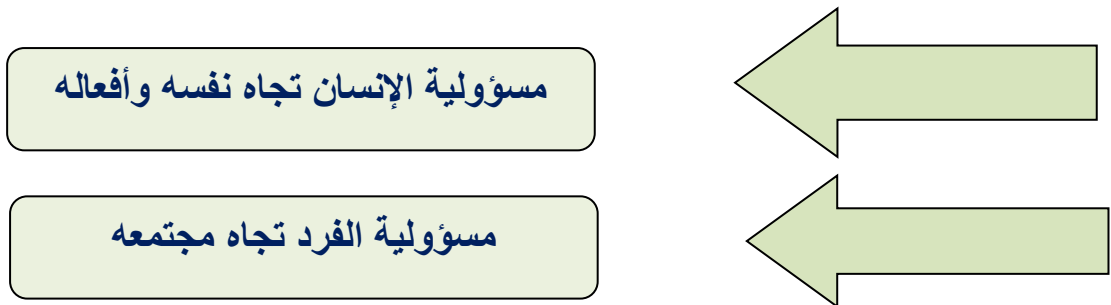 مسؤولية الإنسان تجاه نفسه وأفعاله
مسؤولية الفرد تجاه مجتمعه